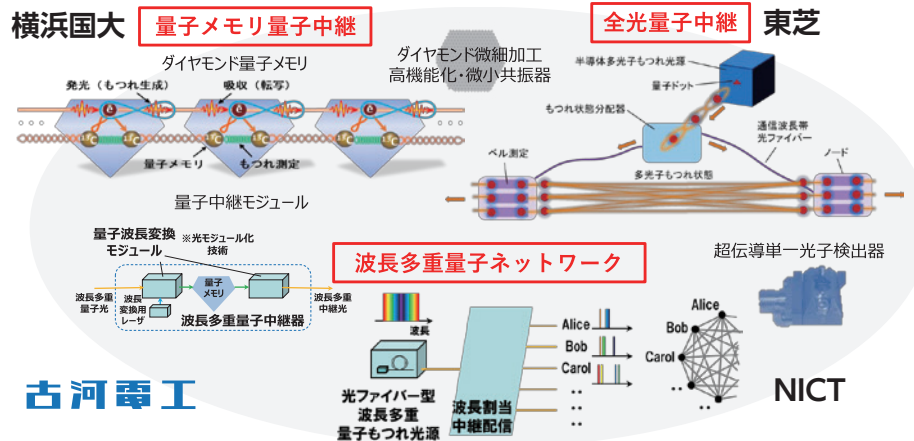 横浜国大
量子メモリ量子中継
ダイヤモンド量子メモリ
発光（もつれ生成）
吸収（転写）
e
e
e
13C
13C
13C
13C
13C
13C
量子メモリ
もつれ測定
ダイヤモンド微細加工
高機能化・微小共振器
全光量子中継
東芝
半導体多光子もつれ光源
量子ドット
もつれ状態分配器
通信波長帯
光ファイバー
ベル測定
ノード
多光子もつれ状態
量子中継モジュール
量子波長変換
モジュール
※光モジュール化
技術
量子
メモリ
波長多重
量子光
波長
変換用
レーザ
波長多重
中継光
波長多重量子中継器
波長多重量子ネットワーク
波長
光ファイバー型
波長多重
量子もつれ光源
波長割当
中継配信
Alice
Bob
Carol
‥
‥
‥
Alice
Bob
Carol
‥
‥
超伝導単一光子検出器
古河電工
NICT